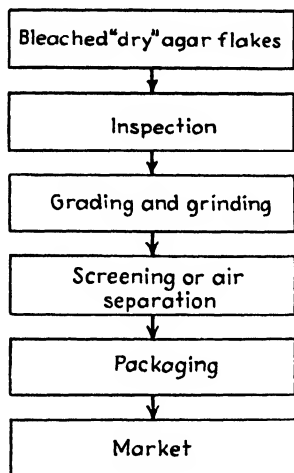 Bleached "dry" agar flakes
Inspection
Grading and grinding
Screening or air
separation
Packaging
Market